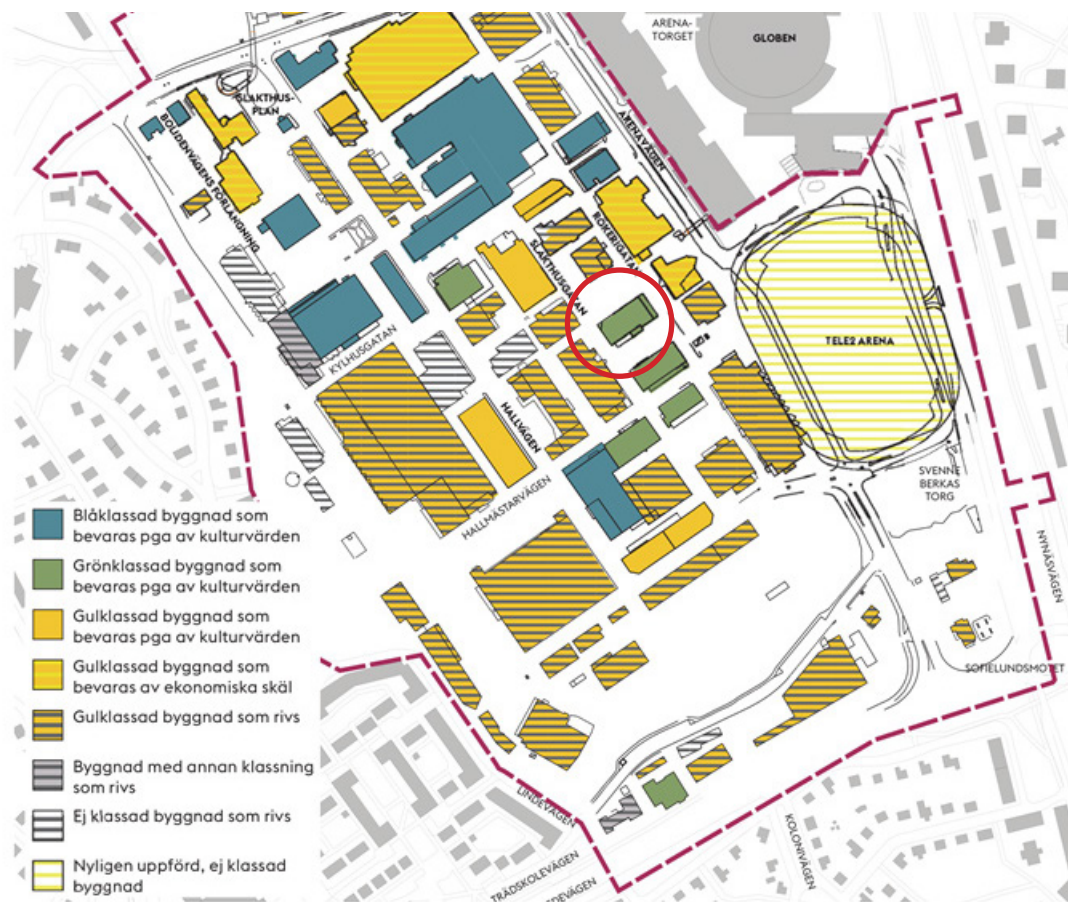 ARENA-
TORGET
GLOBEN
SLAKTHUS-
PLAN
BOLIDENVÄGENS FÖRLÄNGNING
ARENAVÄGEN
RÖKERIGATAN
SLAKTHUSGATAN
KYLHUSGATAN
TELE2 ARENA
HALLVÄGEN
HALLMÄSTARVÄGEN
SVENNE
BERKAS
TORG
NYNÄSVÄGEN
SOFIELUNDSMOTET
LINDEVÄGEN
KOLONIVÄGEN
TRÄDSKOLEVÄGEN
Blåklassad byggnad som
bevaras pga av kulturvärden
Grönklassad byggnad som
bevaras pga av kulturvärden
Gulklassad byggnad som
bevaras pga av kulturvärden
Gulklassad byggnad som
bevaras av ekonomiska skäl
Gulklassad byggnad som rivs
Byggnad med annan klassning
som rivs
Ej klassad byggnad som rivs
Nyligen uppförd, ej klassad
byggnad